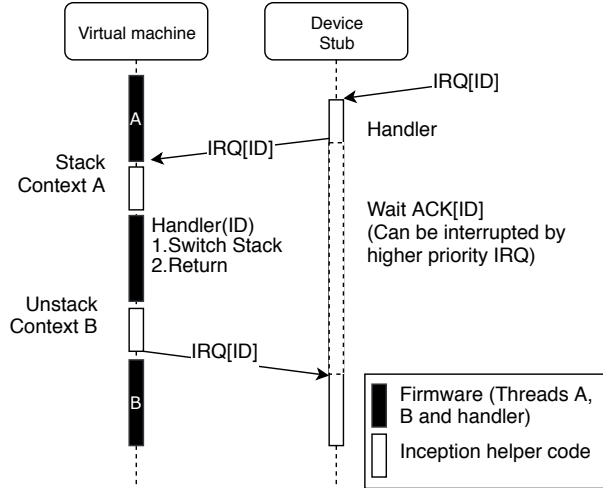 Virtual machine
Device
Stub
IRQ[ID]
A
Handler
IRQ[ID]
Stack
Context A
Wait ACK[ID]
(Can be interrupted by
higher priority IRQ)
Handler(ID)
1.Switch Stack
2.Return
Unstack
Context B
IRQ[ID]
B
Firmware (Threads A,
B and handler)
Inception helper code